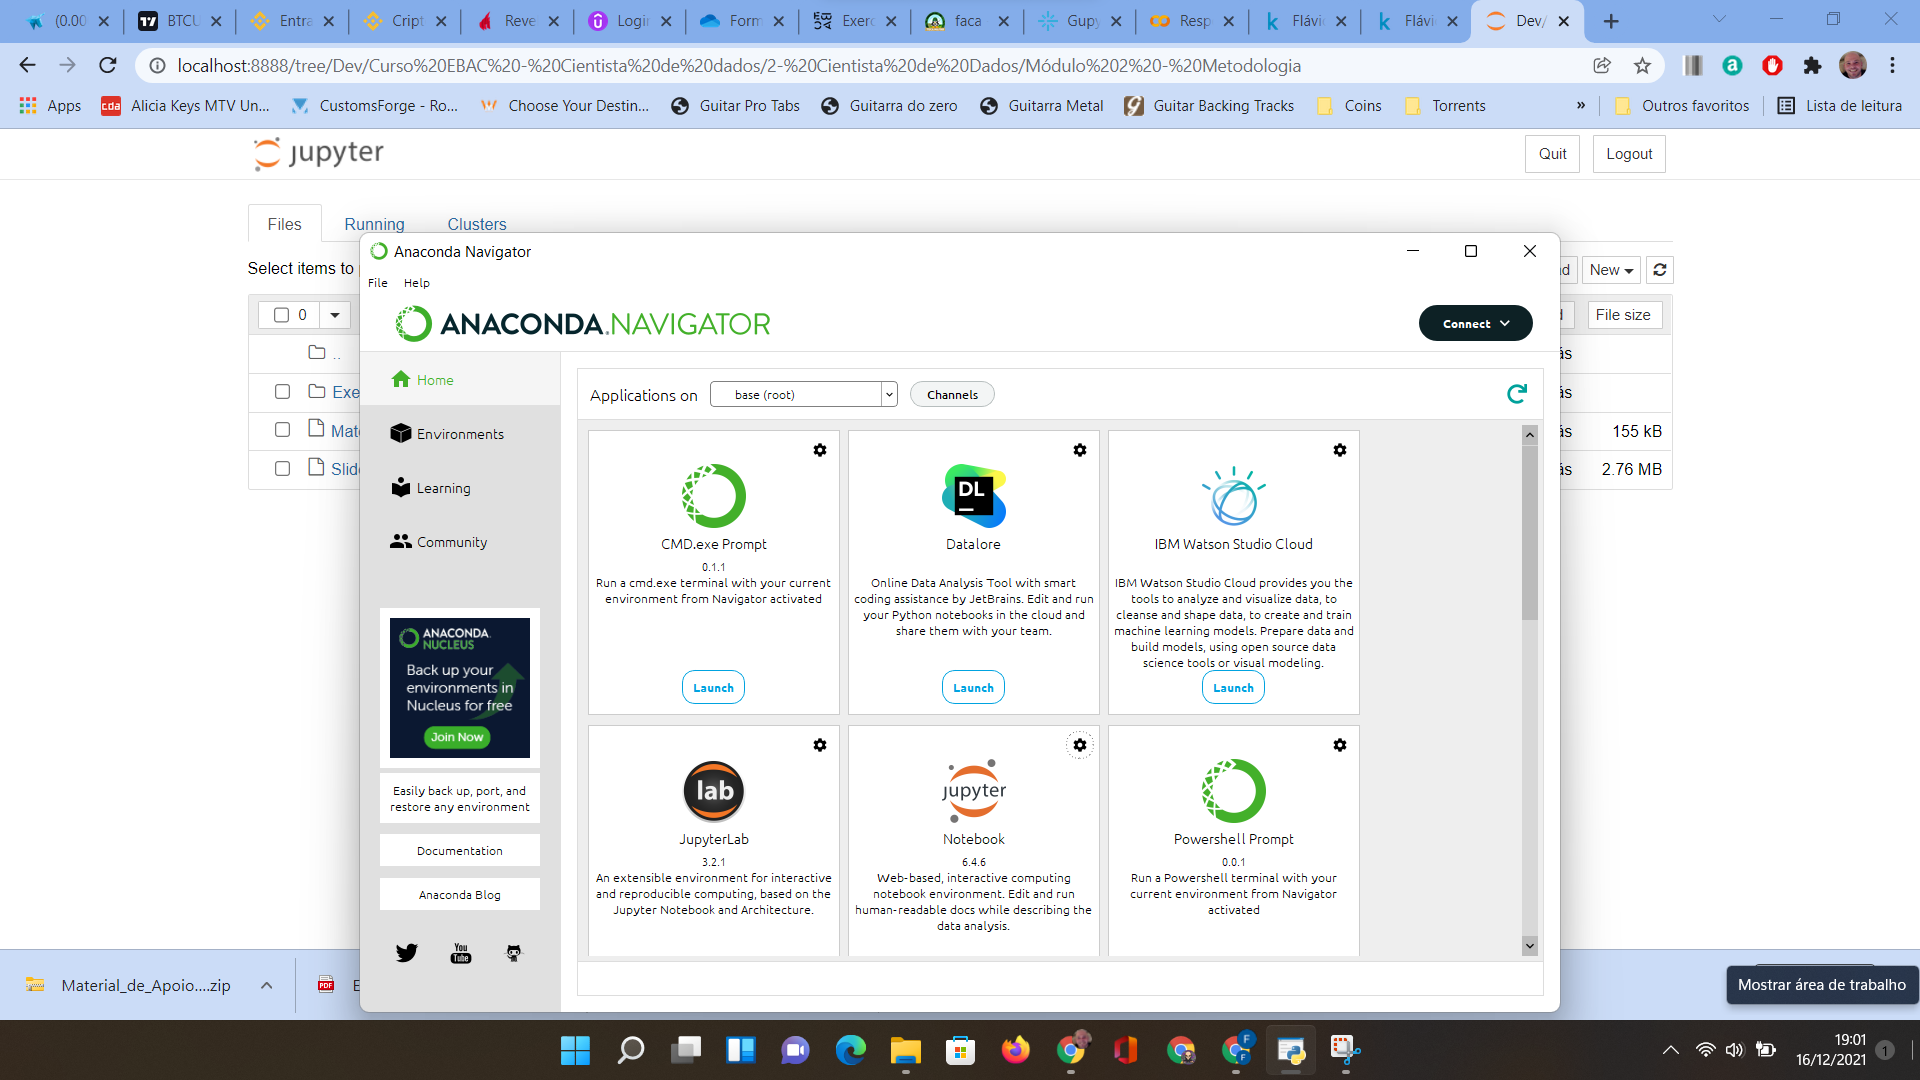 (0.00
BTCU
Entra
Cript
Reve
Login
Form
Exerc
faca
Gupy
Resp
Flávi
Flávi
Dev/
localhost:8888/tree/Dev/Curso%20EBAC%20-%20Cientista%20de%20dados/2-%20Cientista%20de%20Dados/Módulo%202%20-%20Metodologia
Apps
Alicia Keys MTV Un...
CustomsForge - Ro...
Choose Your Destin...
Guitar Pro Tabs
Guitarra do zero
Guitarra Metal
Guitar Backing Tracks
Coins
Torrents
»
Outros favoritos
Lista de leitura
jupyter
Quit
Logout
Files
Running
Clusters
Select items to
New
0
File size
..
Exe
Mate
155 kB
Slide
2.76 MB
Anaconda Navigator
File
Help
ANACONDA.NAVIGATOR
Connect
Home
Environments
Learning
Community
Applications on
base (root)
Channels
CMD.exe Prompt
0.1.1
Run a cmd.exe terminal with your current
environment from Navigator activated
Launch
DL
Datalore
Online Data Analysis Tool with smart
coding assistance by JetBrains. Edit and run
your Python notebooks in the cloud and
share them with your team.
Launch
IBM Watson Studio Cloud
IBM Watson Studio Cloud provides you the
tools to analyze and visualize data, to
cleanse and shape data, to create and train
machine learning models. Prepare data and
build models, using open source data
science tools or visual modeling.
Launch
lab
JupyterLab
3.2.1
An extensible environment for interactive
and reproducible computing, based on the
Jupyter Notebook and Architecture.
jupyter
Notebook
6.4.6
Web-based, interactive computing
notebook environment. Edit and run
human-readable docs while describing the
data analysis.
Powershell Prompt
0.0.1
Run a Powershell terminal with your
current environment from Navigator
activated
ANACONDA.
NUCLEUS
Back up your
environments in
Nucleus for free
Join Now
Easily back up, port, and
restore any environment
Documentation
Anaconda Blog
You
Tube
Material_de_Apoio....zip
PDF
E
Mostrar área de trabalho
19:01
16/12/2021
1